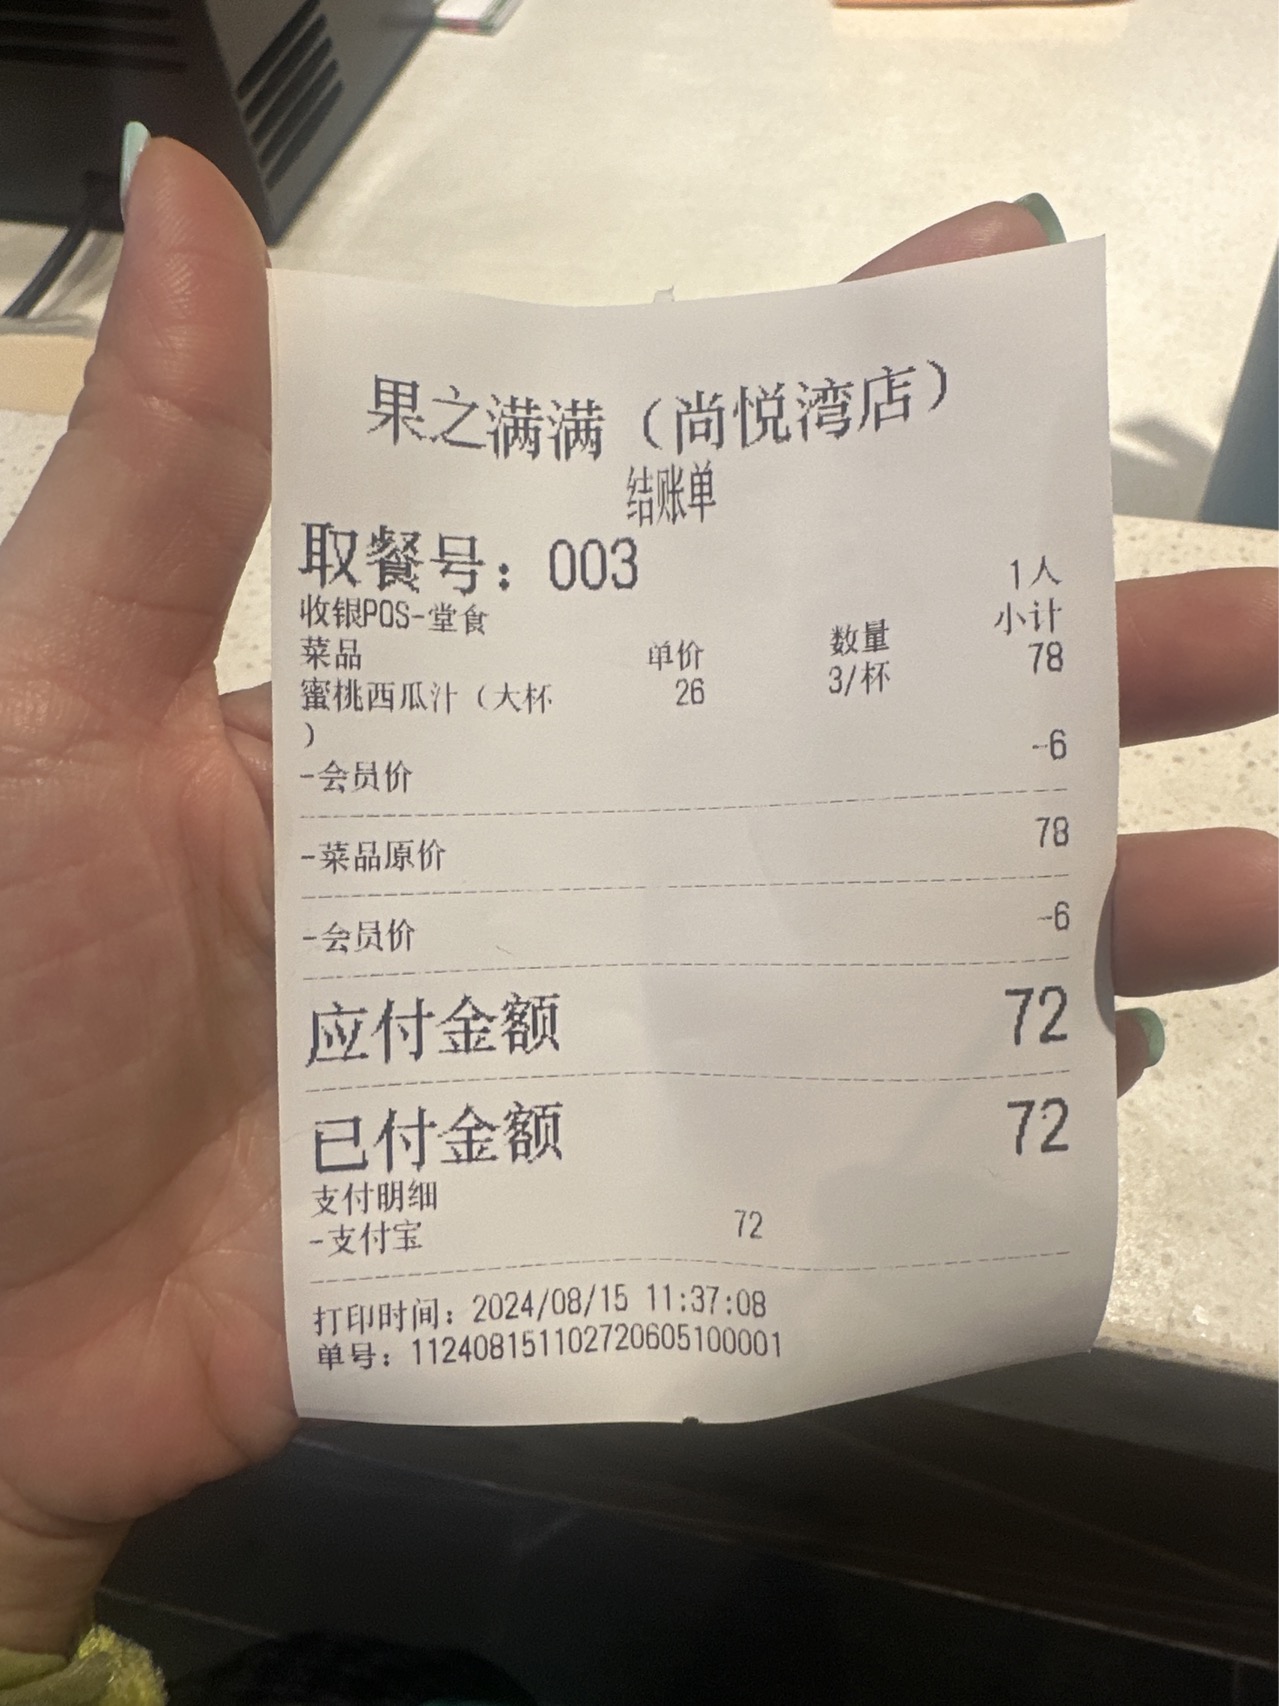 果之满满（尚悦湾店）
结账单
取餐号：003
1人
收银POS-堂食
菜品 单价 数量 小计
蜜桃西瓜汁（大杯 26 3/杯 78
）
-会员价 -6
-菜品原价 78
-会员价 -6
应付金额 72
已付金额 72
支付明细
-支付宝 72
打印时间：2024/08/15 11:37:08
单号：112408151102720605100001